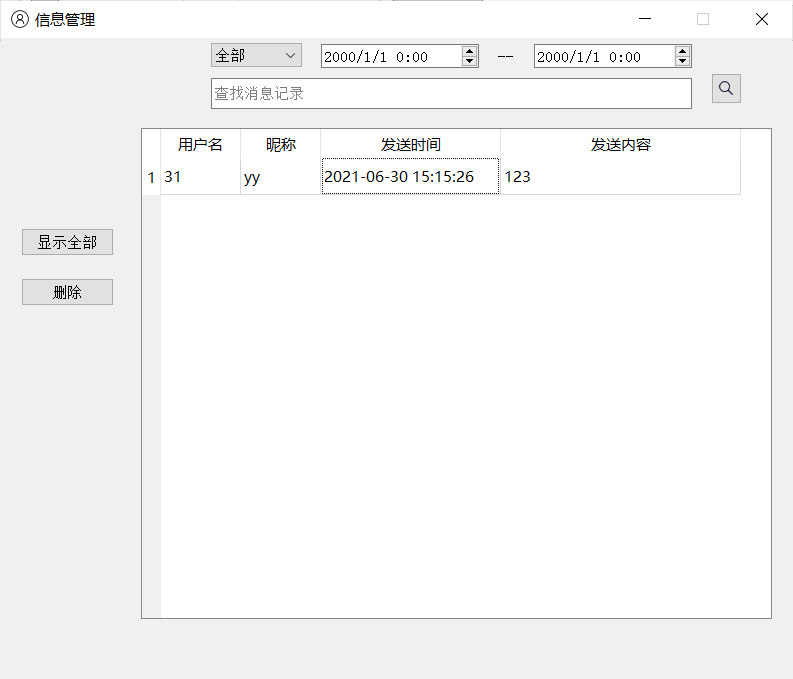 信息管理
全部 2000/1/1 0:00 -- 2000/1/1 0:00
查找消息记录
用户名 昵称 发送时间 发送内容
1 31 yy 2021-06-30 15:15:26 123
显示全部
删除